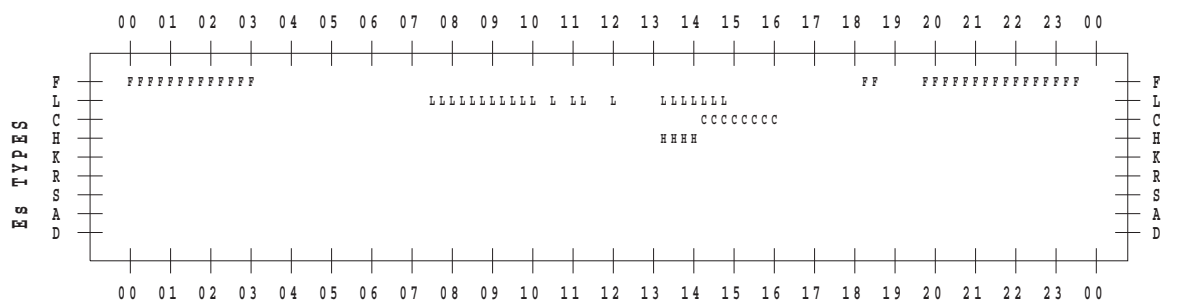 00 01 02 03 04 05 06 07 08 09 10 11 12 13 14 15 16 17 18 19 20 21 22 23 00
F FFFFFFFFFFFFF FF FFFFFFFFFFFFFFFF F
L LLLLLLLLLLL L LL L LLLLLLL L
C CCCCCCCC C
H HHHH H
K K
R R
S S
A A
D D
Es TYPES
00 01 02 03 04 05 06 07 08 09 10 11 12 13 14 15 16 17 18 19 20 21 22 23 00